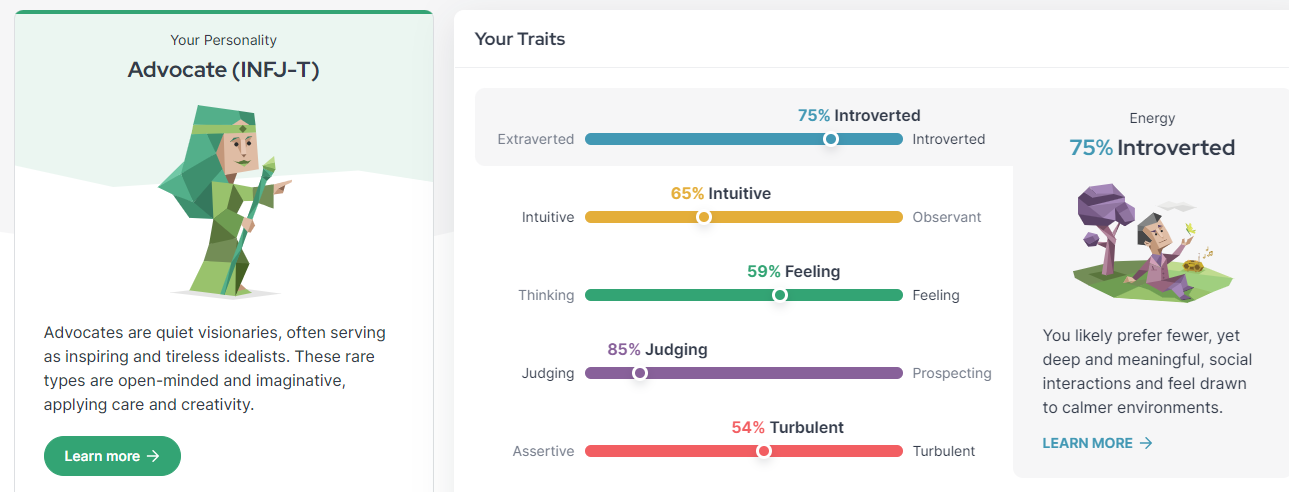 Your Personality
Advocate (INFJ-T)
Advocates are quiet visionaries, often serving
as inspiring and tireless idealists. These rare
types are open-minded and imaginative,
applying care and creativity.
Learn more →
Your Traits
75% Introverted
Extraverted Introverted
65% Intuitive
Intuitive Observant
59% Feeling
Thinking Feeling
85% Judging
Judging Prospecting
54% Turbulent
Assertive Turbulent
Energy
75% Introverted
You likely prefer fewer, yet
deep and meaningful, social
interactions and feel drawn
to calmer environments.
LEARN MORE →